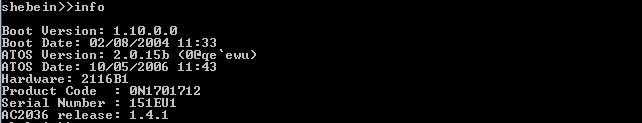 shebein>>info
Boot Version: 1.10.0.0
Boot Date: 02/08/2004 11:33
ATOS Version: 2.0.15b (0@qe`ewu)
ATOS Date: 10/05/2006 11:43
Hardware: 2116B1
Product Code  : 0N1701712
Serial Number : 151EU1
AC2036 release: 1.4.1